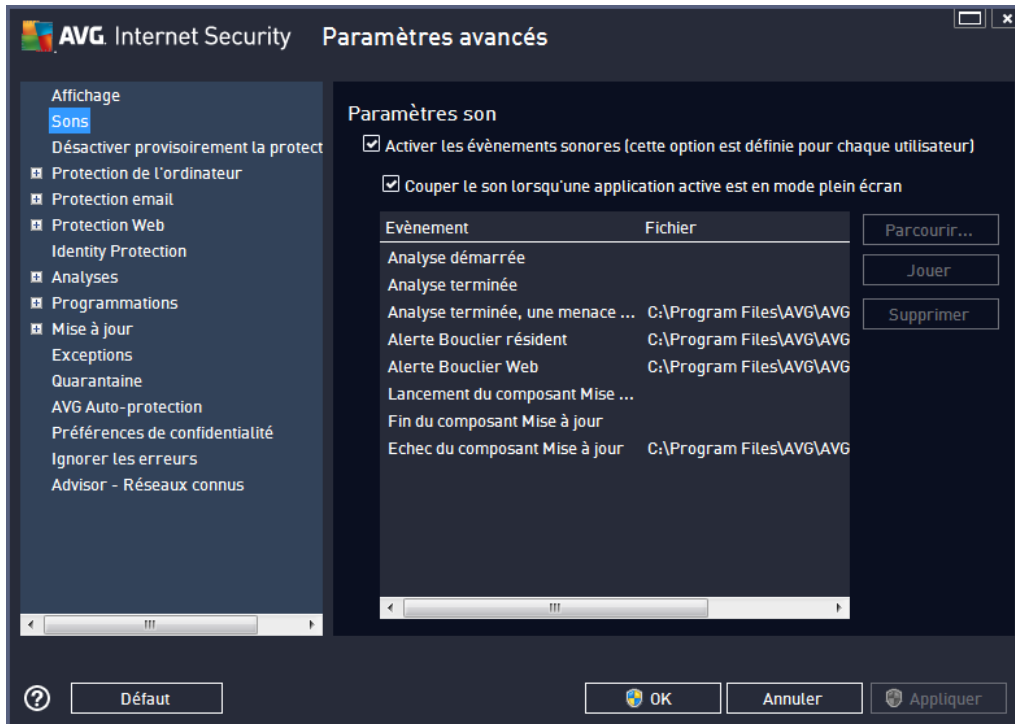 AVG. Internet Security Paramètres avancés
Affichage
Sons
Désactiver provisoirement la protect
Protection de l'ordinateur
Protection email
Protection Web
Identity Protection
Analyses
Programmations
Mise à jour
Exceptions
Quarantaine
AVG Auto-protection
Préférences de confidentialité
Ignorer les erreurs
Advisor - Réseaux connus
Paramètres son
Activer les évènements sonores (cette option est définie pour chaque utilisateur)
Couper le son lorsqu'une application active est en mode plein écran
Evènement Fichier
Analyse démarrée
Analyse terminée
Analyse terminée, une menace ... C:\Program Files\AVG\AVG
Alerte Bouclier résident C:\Program Files\AVG\AVG
Alerte Bouclier Web C:\Program Files\AVG\AVG
Lancement du composant Mise ...
Fin du composant Mise à jour
Echec du composant Mise à jour C:\Program Files\AVG\AVG
Parcourir...
Jouer
Supprimer
? Défaut OK Annuler Appliquer